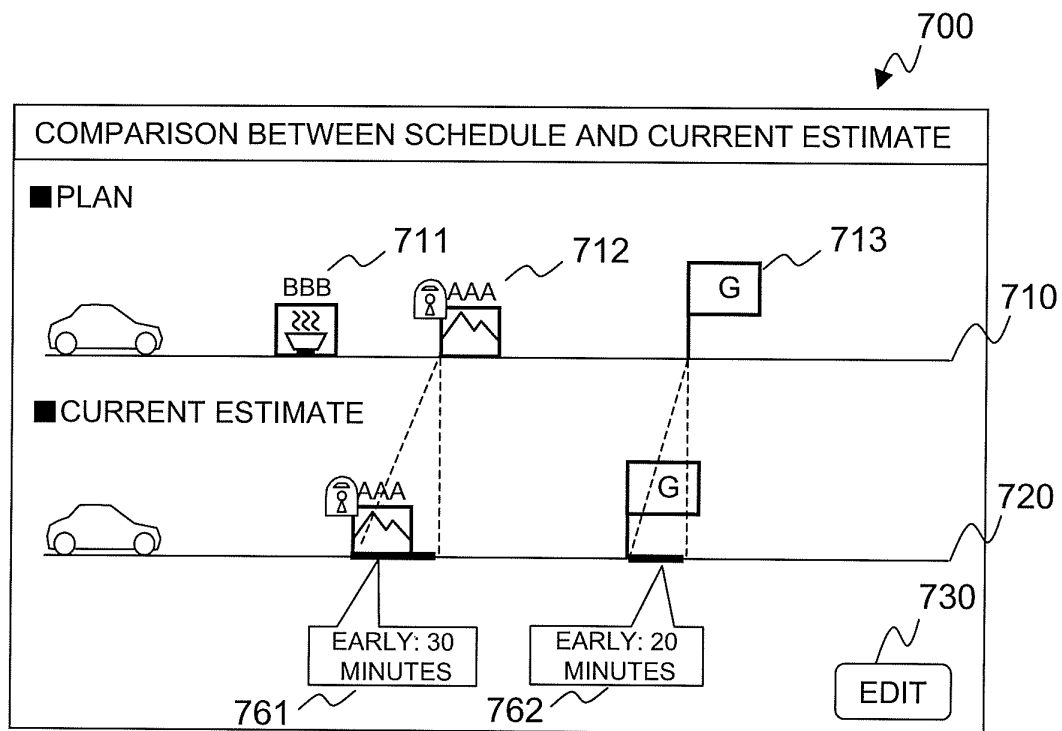 700
COMPARISON BETWEEN SCHEDULE AND CURRENT ESTIMATE
■PLAN
711
712
713
BBB
AAA
G
710
■CURRENT ESTIMATE
AAA
G
720
730
EARLY: 30
MINUTES
EARLY: 20
MINUTES
EDIT
761
762